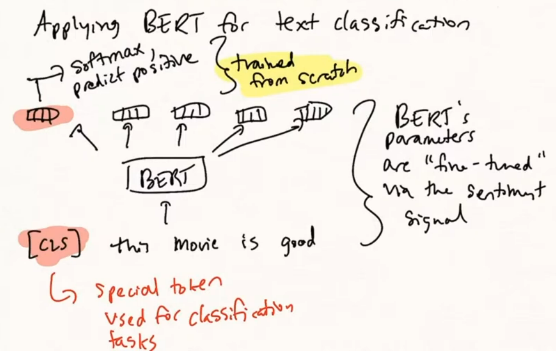 Applying BERT for text classification
softmax,
predict positive
trained
from scratch
BERT
BERT's
parameters
are "fine-tuned"
via the sentiment
signal
[CLS] this movie is good
special token
used for classification
tasks